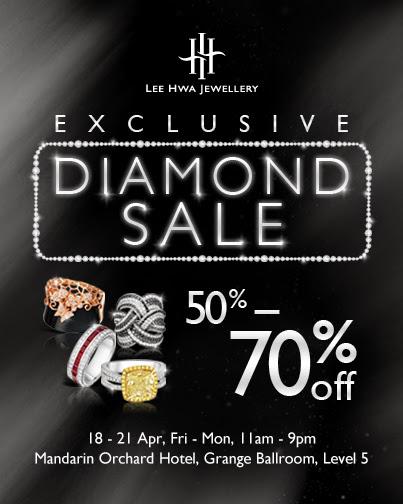 LEE HWA JEWELLERY
EXCLUSIVE
DIAMOND
SALE
50% –
70% off
18 - 21 Apr, Fri - Mon, 11am - 9pm
Mandarin Orchard Hotel, Grange Ballroom, Level 5